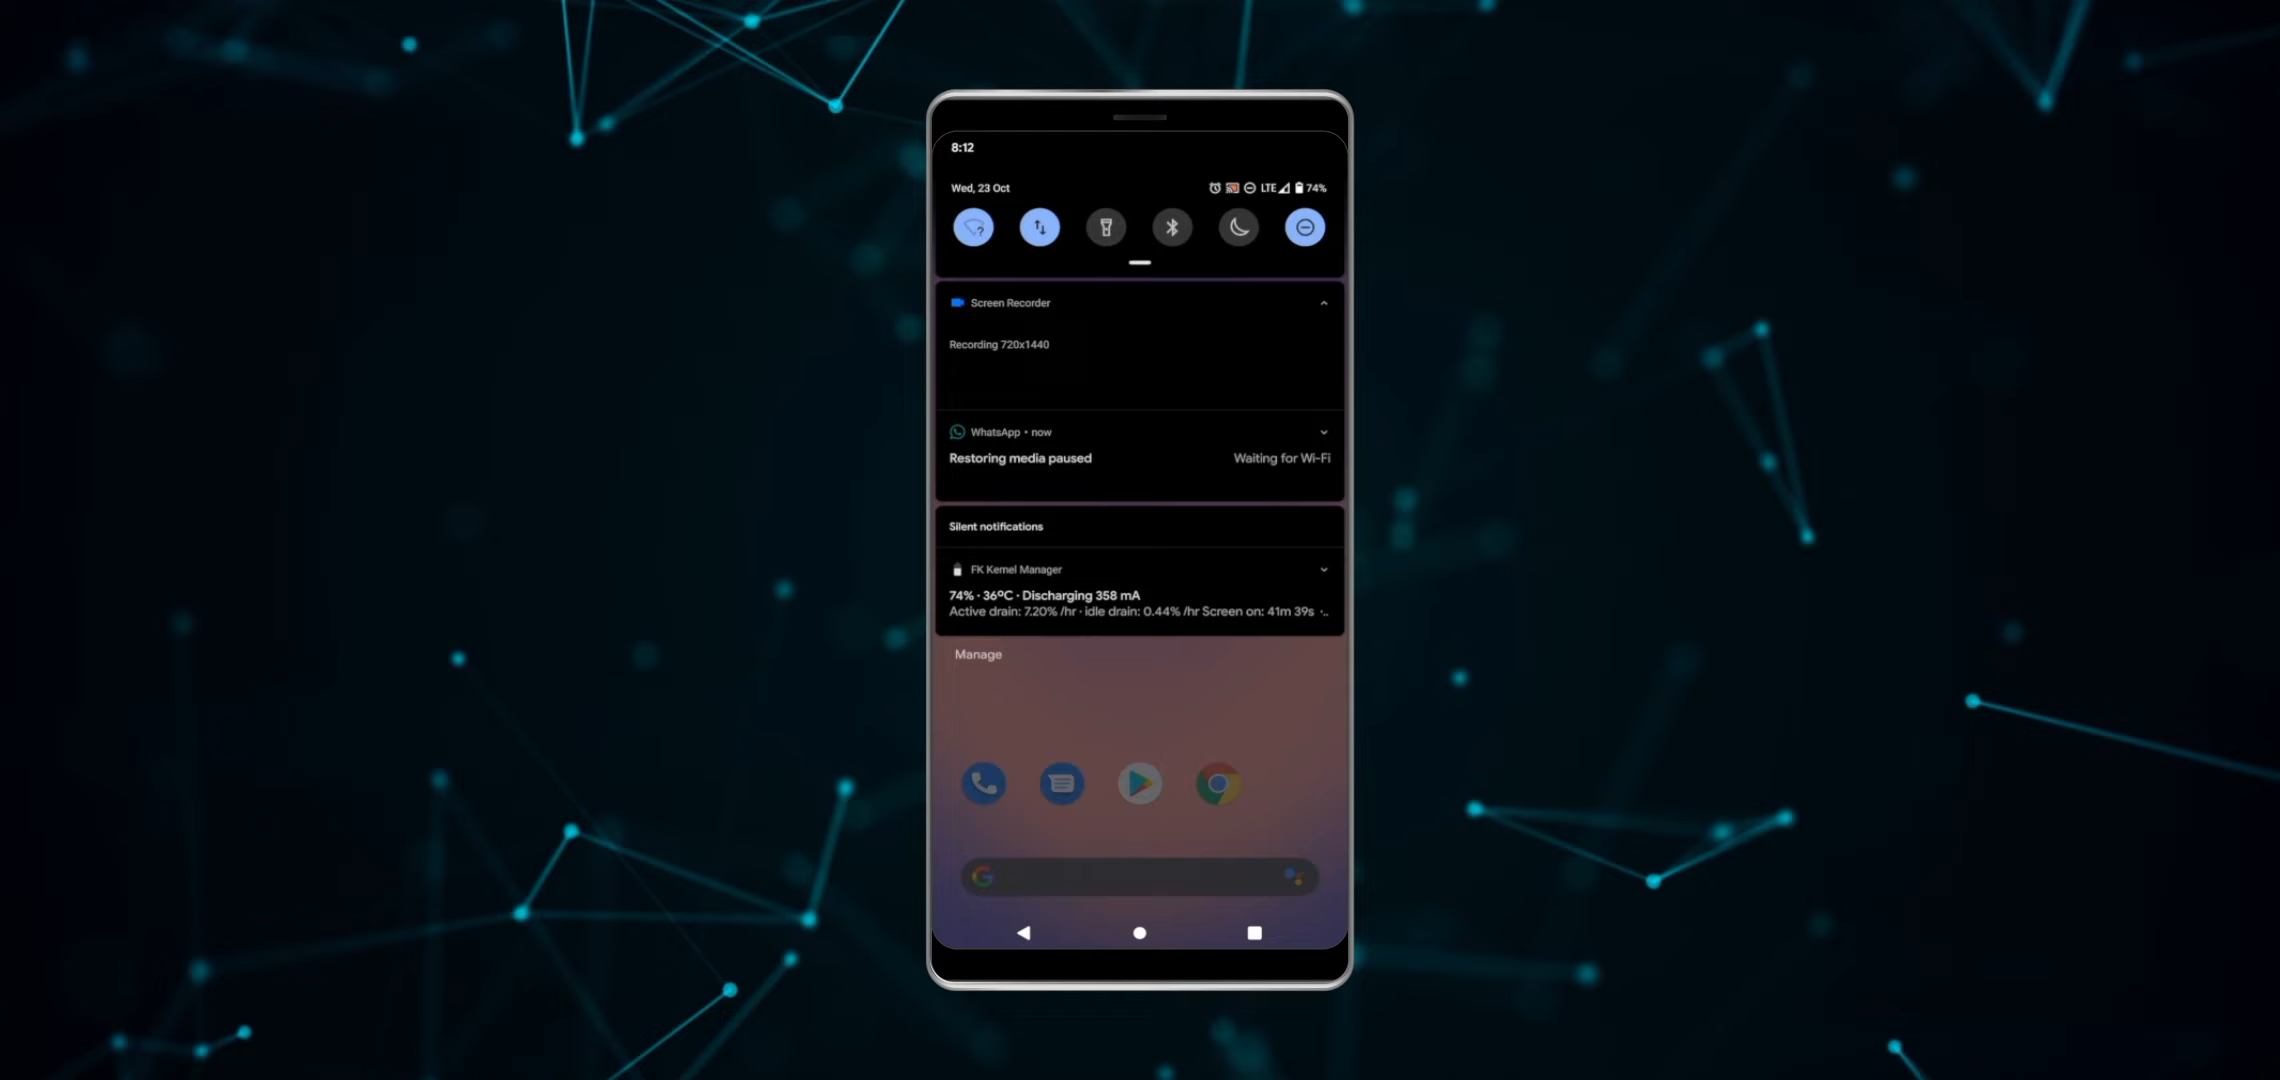 8:12
Wed, 23 Oct LTE 74%
Screen Recorder
Recording 720x1440
WhatsApp • now
Restoring media paused Waiting for Wi-Fi
Silent notifications
FK Kernel Manager
74% · 36ºC · Discharging 358 mA
Active drain: 7.20% /hr · idle drain: 0.44% /hr Screen on: 41m 39s ·..
Manage